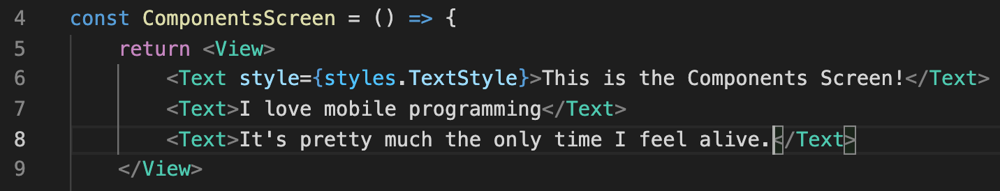 4 const ComponentsScreen = () => {
5 return <View>
6 <Text style={styles.TextStyle}>This is the Components Screen!</Text>
7 <Text>I love mobile programming</Text>
8 <Text>It's pretty much the only time I feel alive.</Text>
9 </View>